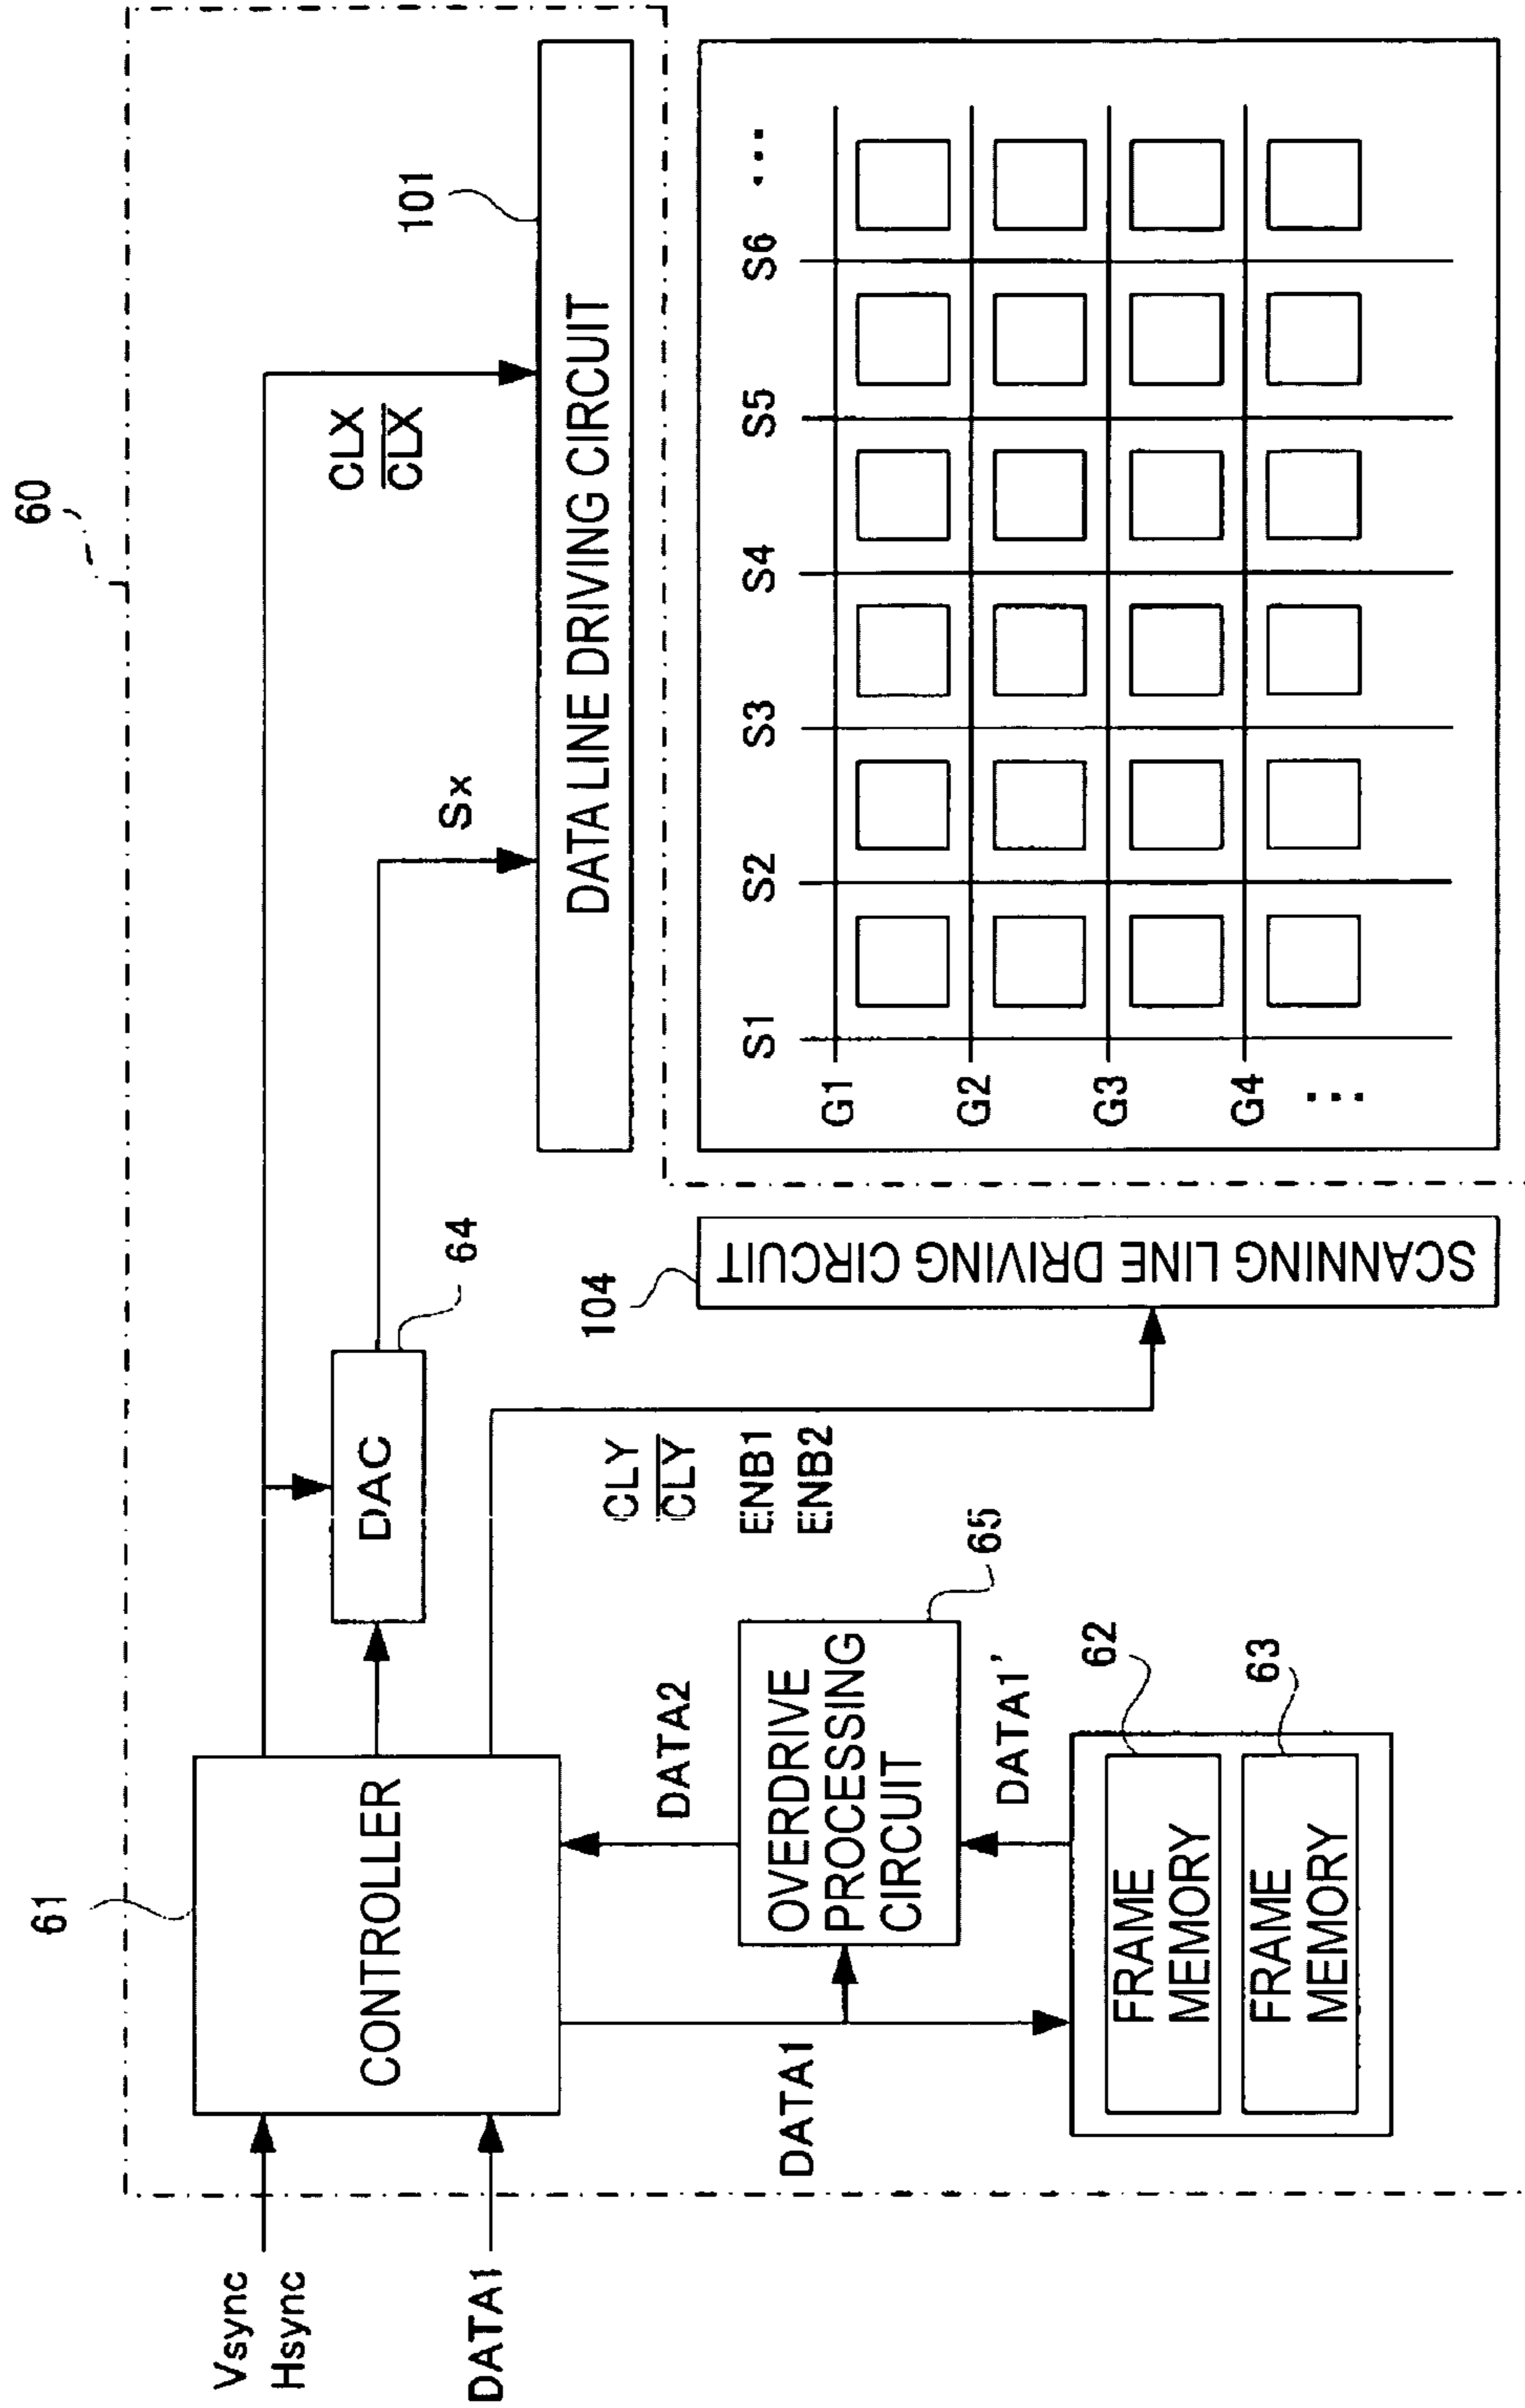 60
61
Vsync
Hsync
DATA1
CONTROLLER
DAC
64
CLX
CLX
Sx
101
DATA LINE DRIVING CIRCUIT
CLY
CLY
ENB1
ENB2
104
SCANNING LINE DRIVING CIRCUIT
DATA1
DATA2
OVERDRIVE
PROCESSING
CIRCUIT
65
DATA1'
FRAME
MEMORY
62
FRAME
MEMORY
63
S1 S2 S3 S4 S5 S6 ...
G1
G2
G3
G4
...